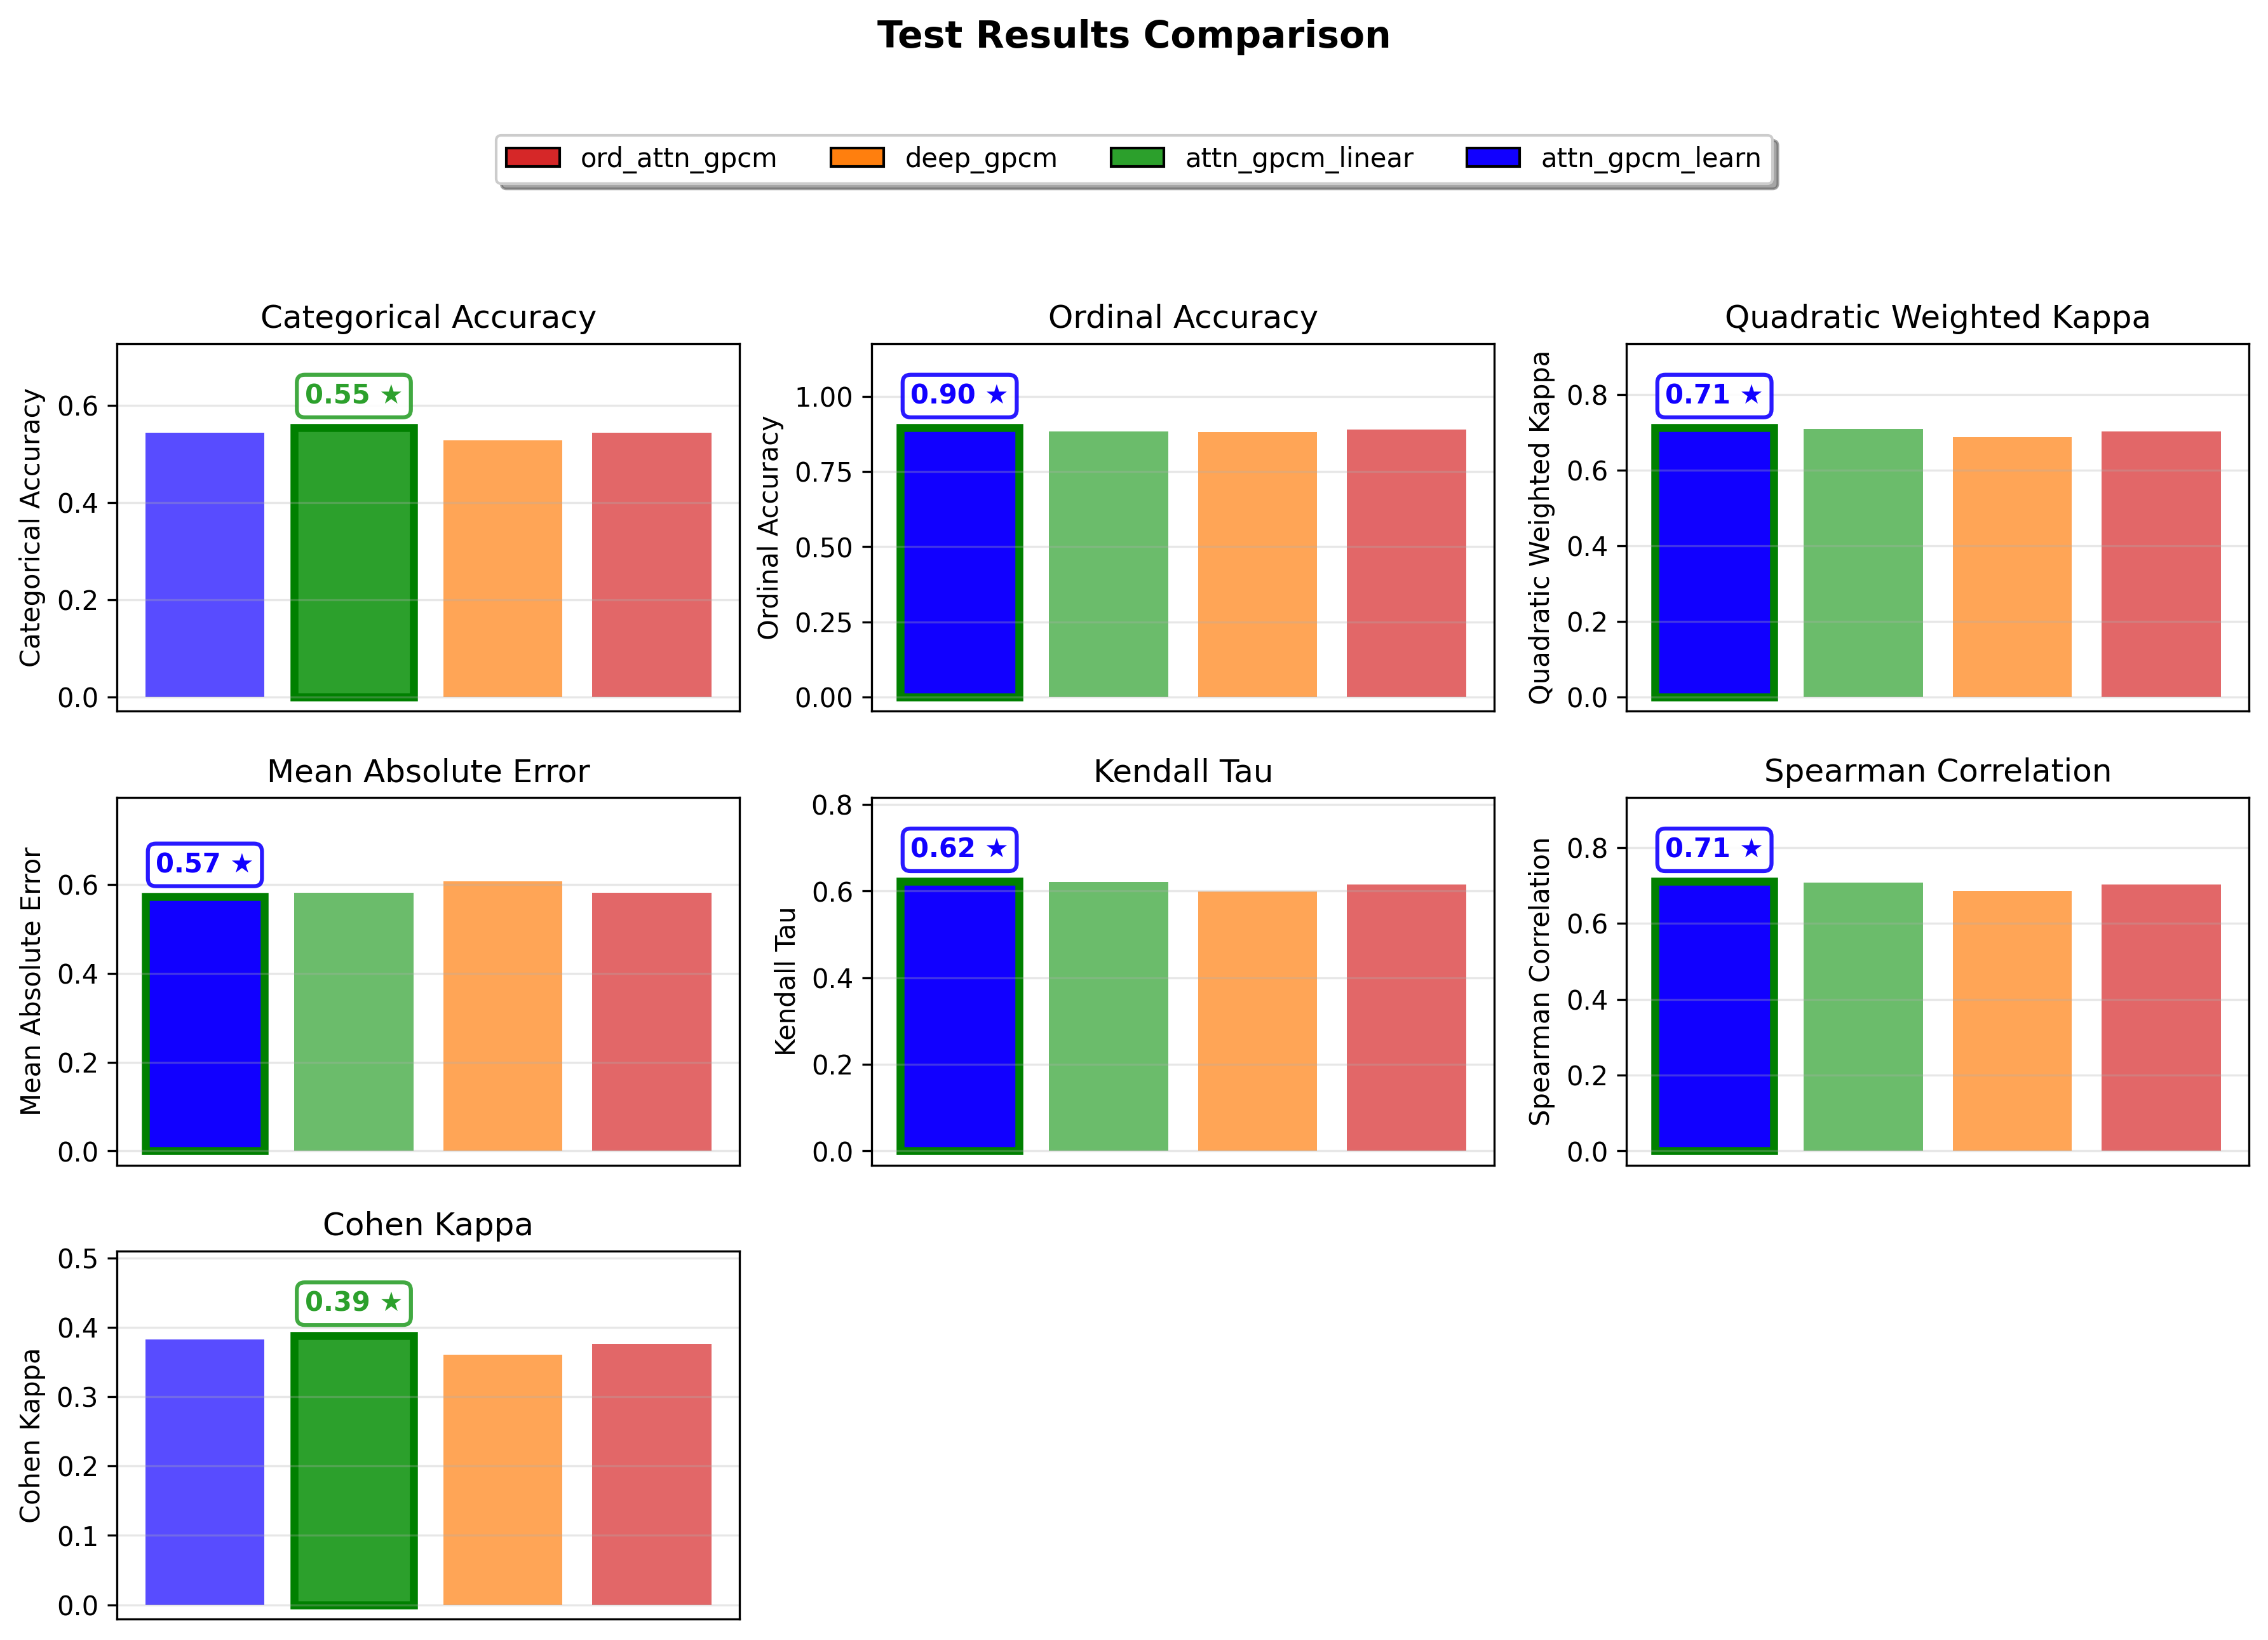 Test Results Comparison
ord_attn_gpcm deep_gpcm attn_gpcm_linear attn_gpcm_learn
Categorical Accuracy
Categorical Accuracy
0.6
0.4
0.2
0.0
0.55 ★
Ordinal Accuracy
Ordinal Accuracy
1.00
0.75
0.50
0.25
0.00
0.90 ★
Quadratic Weighted Kappa
Quadratic Weighted Kappa
0.8
0.6
0.4
0.2
0.0
0.71 ★
Mean Absolute Error
Mean Absolute Error
0.6
0.4
0.2
0.0
0.57 ★
Kendall Tau
Kendall Tau
0.8
0.6
0.4
0.2
0.0
0.62 ★
Spearman Correlation
Spearman Correlation
0.8
0.6
0.4
0.2
0.0
0.71 ★
Cohen Kappa
Cohen Kappa
0.5
0.4
0.3
0.2
0.1
0.0
0.39 ★